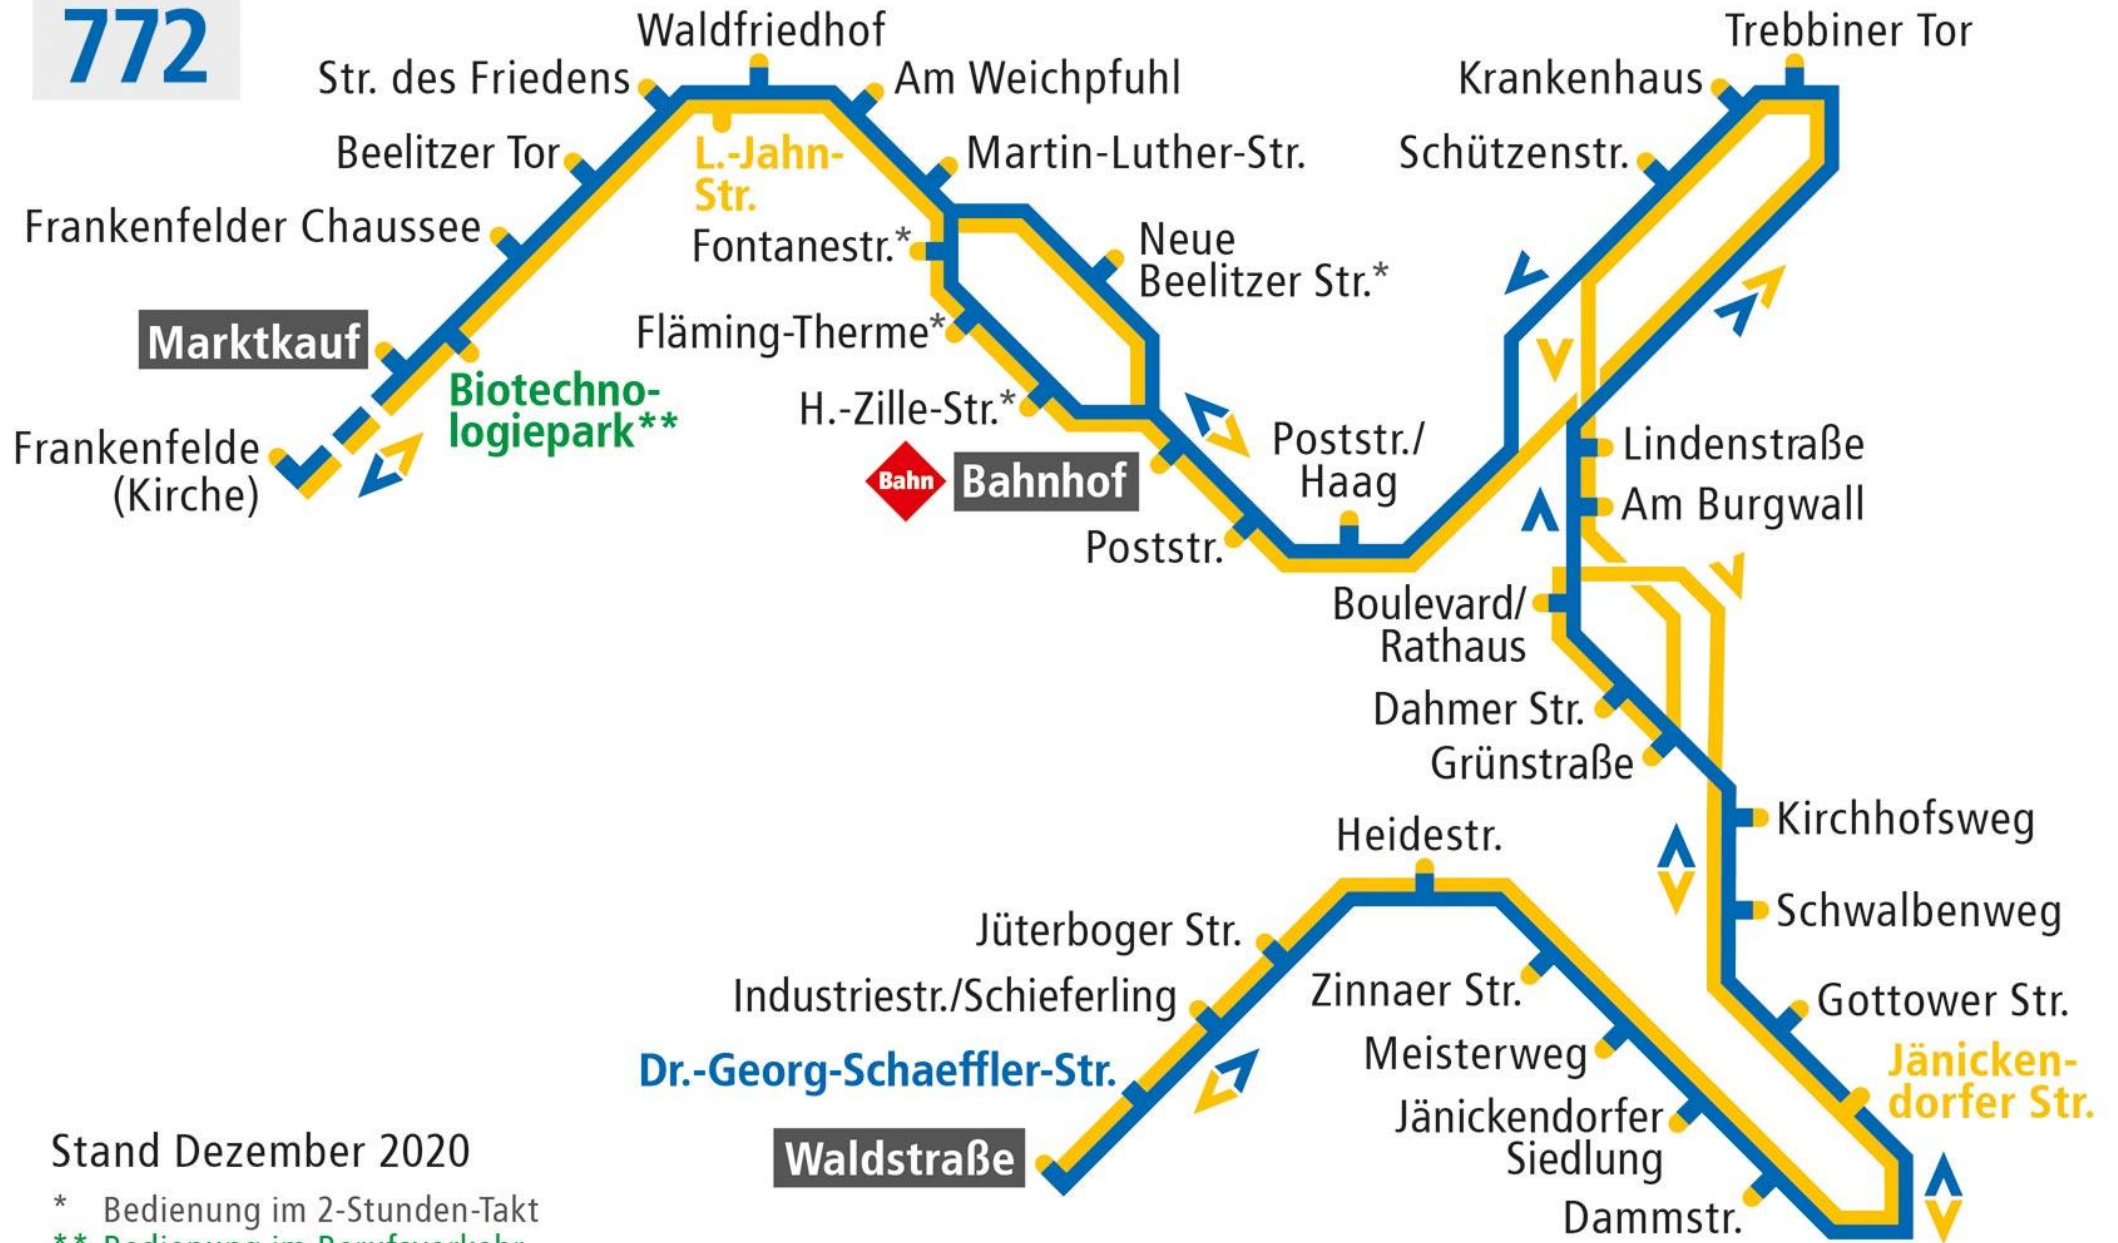 772
Waldfriedhof
Trebbiner Tor
Str. des Friedens
Am Weichpfuhl
Krankenhaus
Beelitzer Tor
L.-Jahn-
Str.
Martin-Luther-Str.
Schützenstr.
Frankenfelder Chaussee
Fontanestr.*
Neue
Beelitzer Str.*
Marktkauf
Fläming-Therme*
Biotechno-
logiepark**
H.-Zille-Str.*
Frankenfelde
(Kirche)
Bahn
Bahnhof
Poststr./
Haag
Lindenstraße
Am Burgwall
Poststr.
Boulevard/
Rathaus
Dahmer Str.
Grünstraße
Kirchhofsweg
Heidestr.
Schwalbenweg
Jüterboger Str.
Industriestr./Schieferling
Zinnaer Str.
Gottower Str.
Dr.-Georg-Schaeffler-Str.
Meisterweg
Jänicken-
dorfer Str.
Jänickendorfer
Siedlung
Waldstraße
Dammstr.
Stand Dezember 2020
* Bedienung im 2-Stunden-Takt
** Bedienung im Berufsverkehr